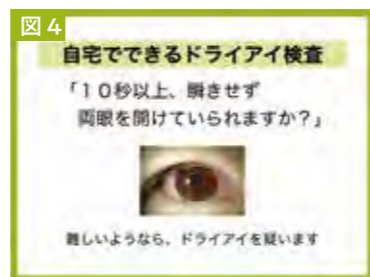 図4
自宅でできるドライアイ検査
「10秒以上、瞬きせず
両眼を開けていられますか?」
難しいようなら、ドライアイを疑います